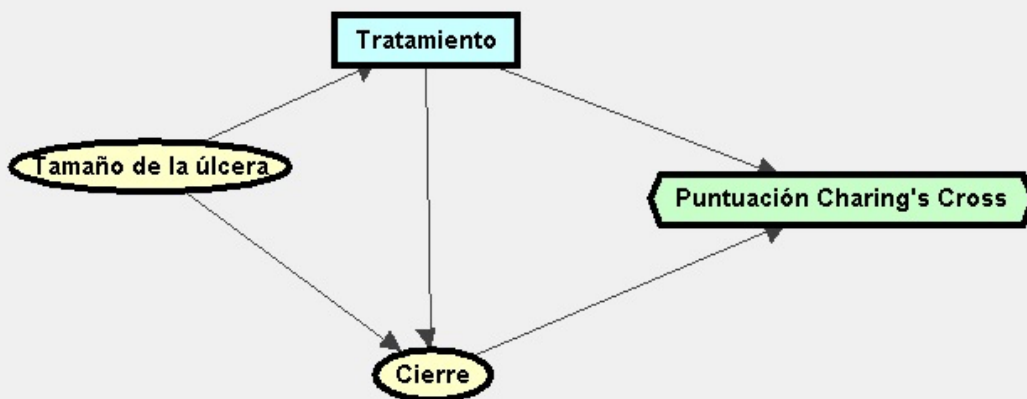 Tratamiento
Tamaño de la úlcera
Puntuación Charing's Cross
Cierre